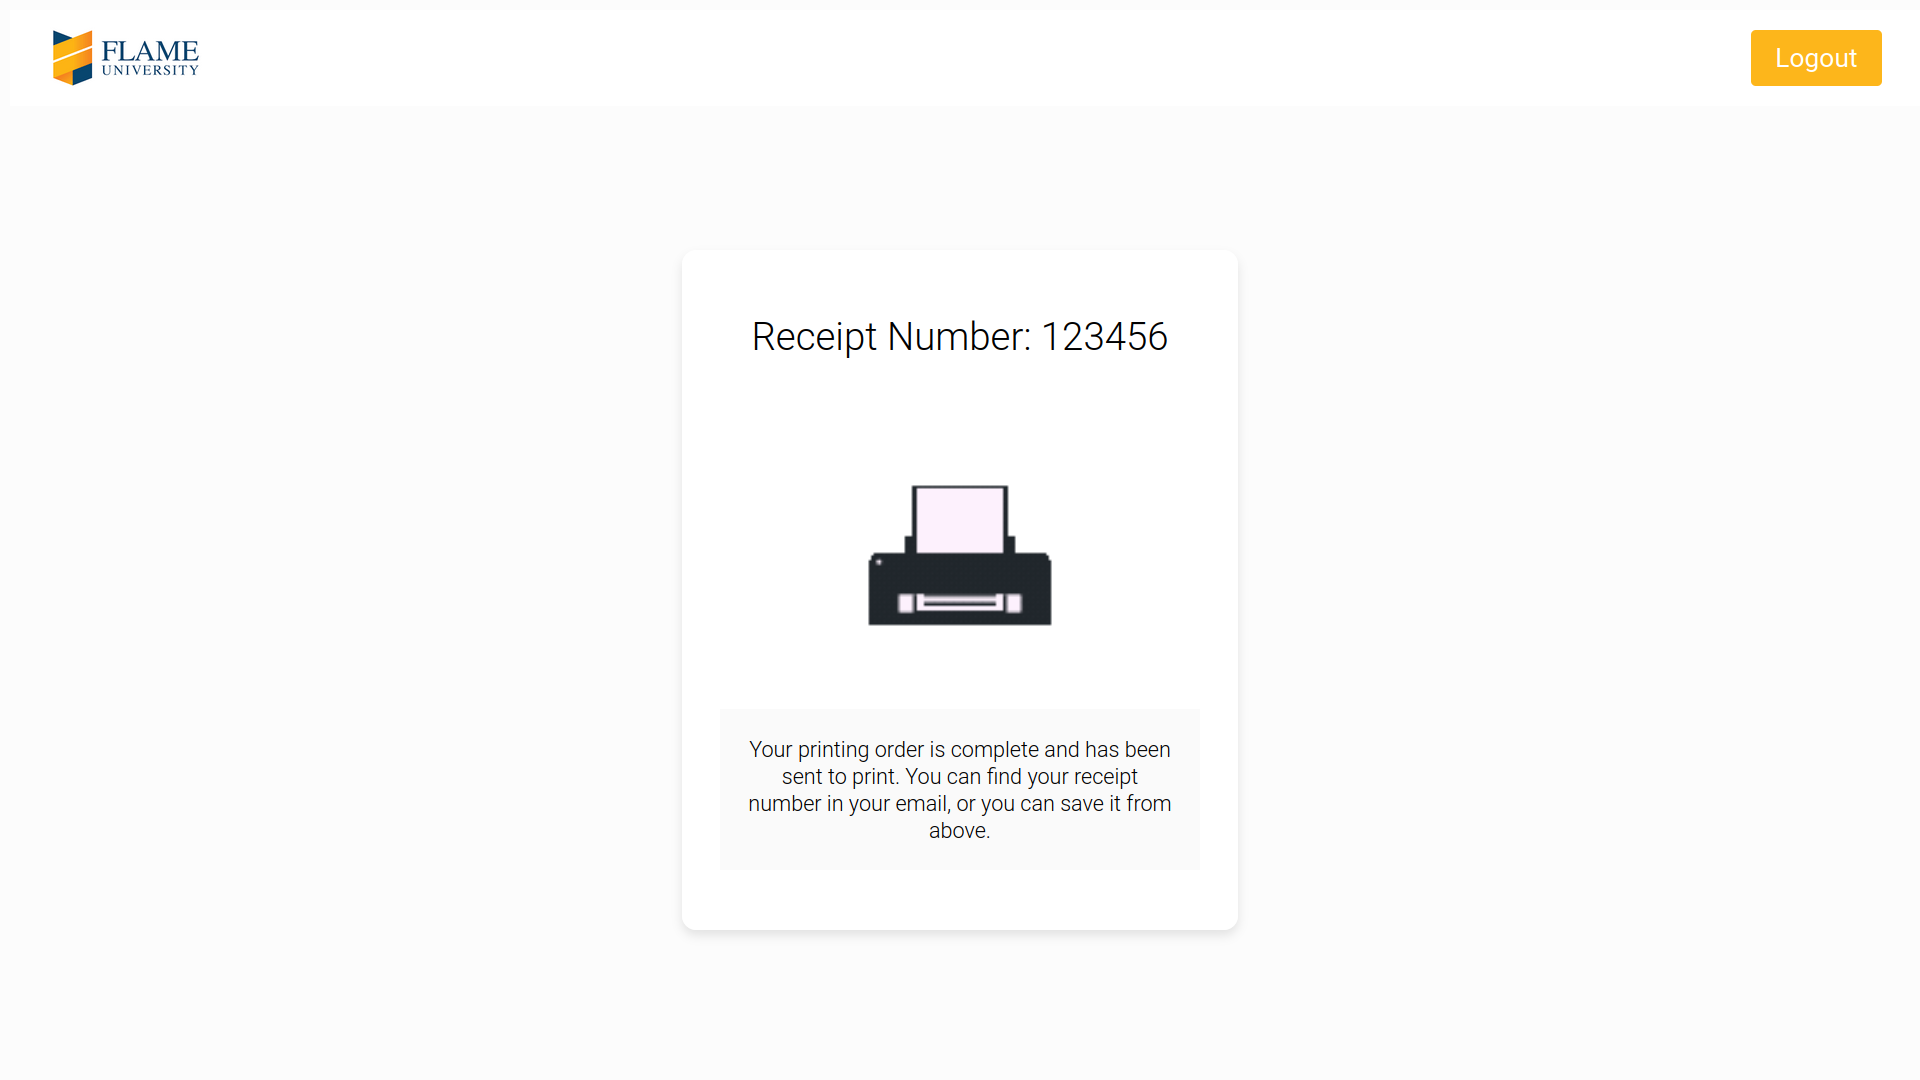 FLAME
UNIVERSITY
Logout
Receipt Number: 123456
Your printing order is complete and has been
sent to print. You can find your receipt
number in your email, or you can save it from
above.